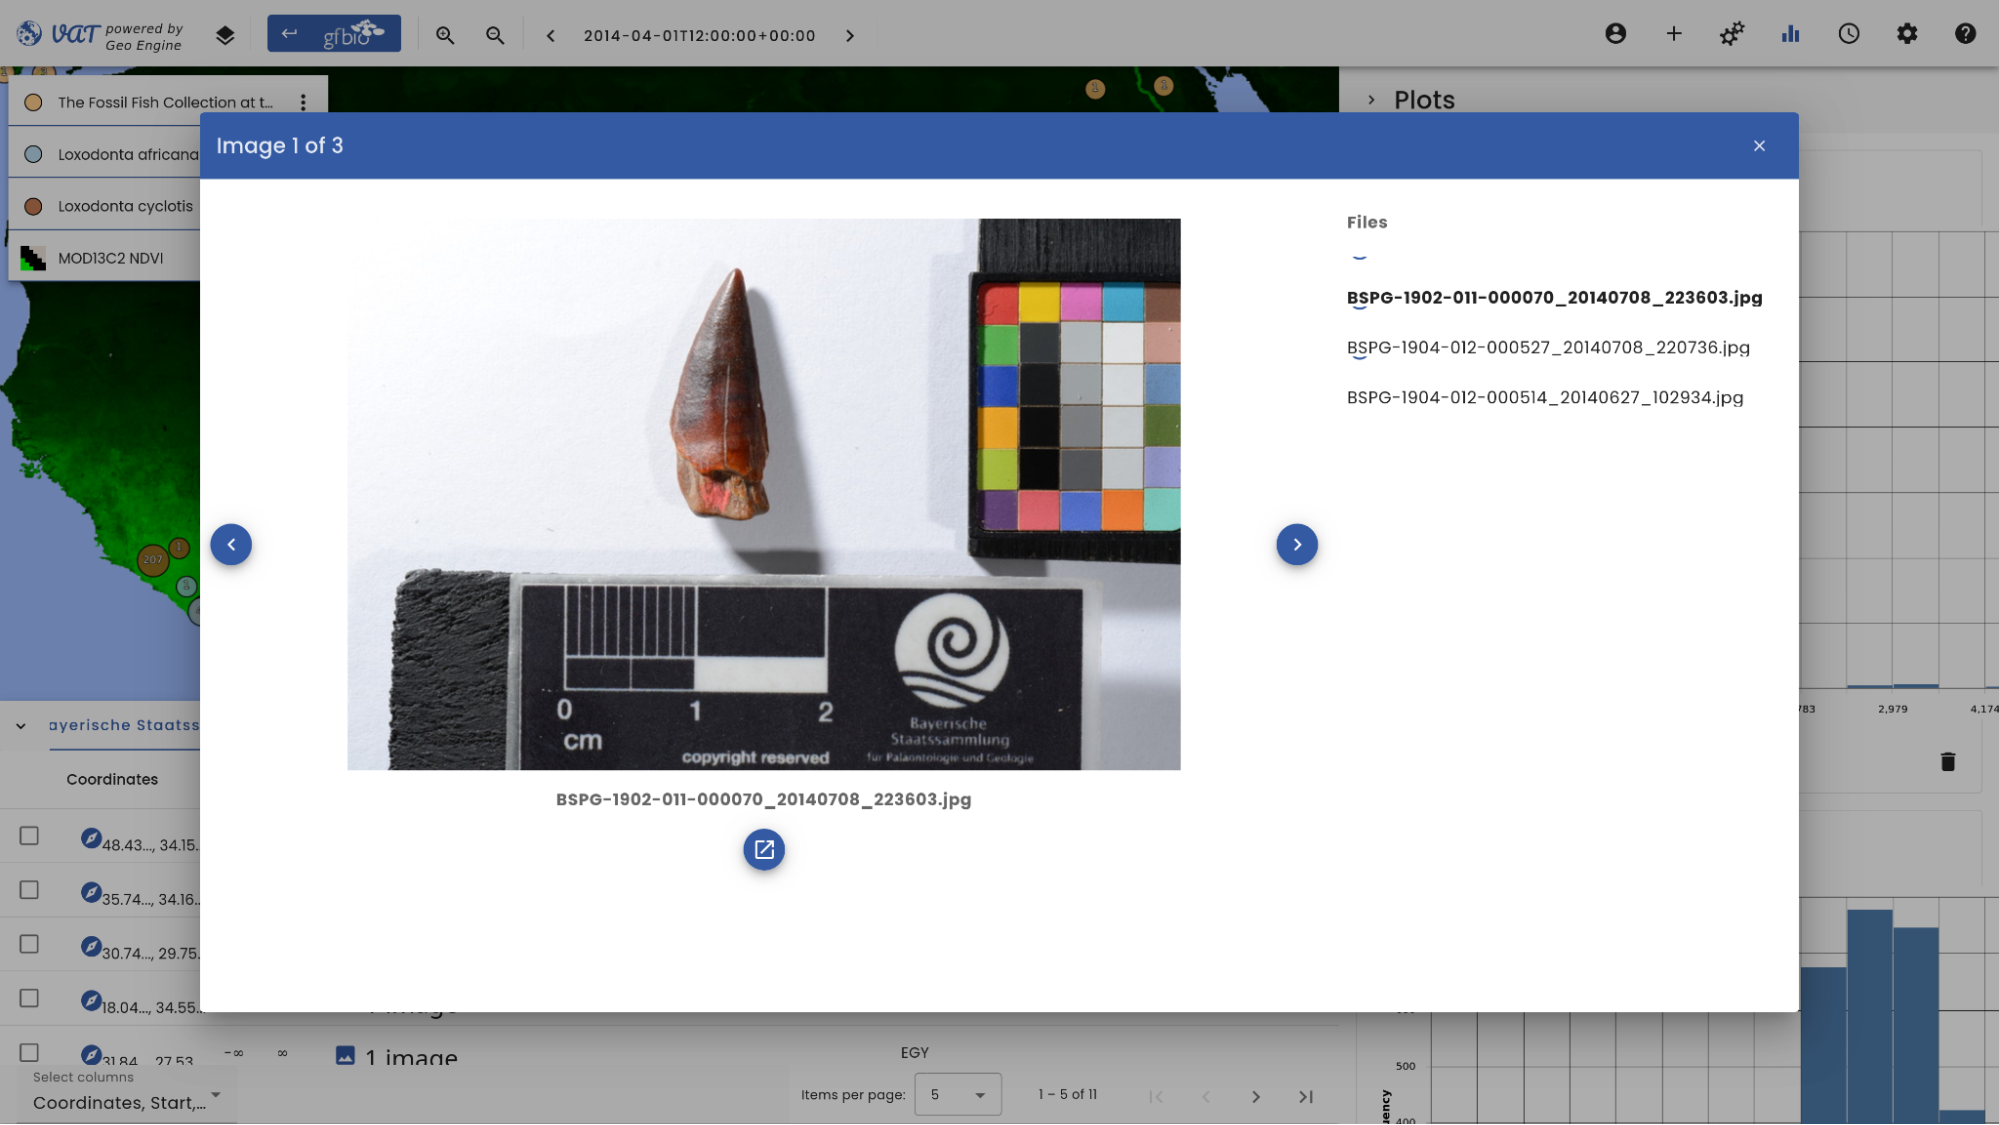 VAT powered by
Geo Engine
gfbio
2014-04-01T12:00:00+00:00
The Fossil Fish Collection at t...
Loxodonta africana
Loxodonta cyclotis
MOD13C2 NDVI
Plots
Image 1 of 3
Files
BSPG-1902-011-000070_20140708_223603.jpg
BSPG-1904-012-000527_20140708_220736.jpg
BSPG-1904-012-000514_20140627_102934.jpg
0 1 2
cm
copyright reserved
Bayerische
Staatssammlung
für Paläontologie und Geologie
BSPG-1902-011-000070_20140708_223603.jpg
207
1
783 2,979 4,174
ayerische Staatss
Coordinates
48.43..., 34.15.
35.74..., 34.16..
30.74..., 29.75.
18.04..., 34.55..
31.84..., 27.53 -∞ ∞ 1 image EGY
Select columns
Coordinates, Start,...
Items per page: 5 1 – 5 of 11
500
400